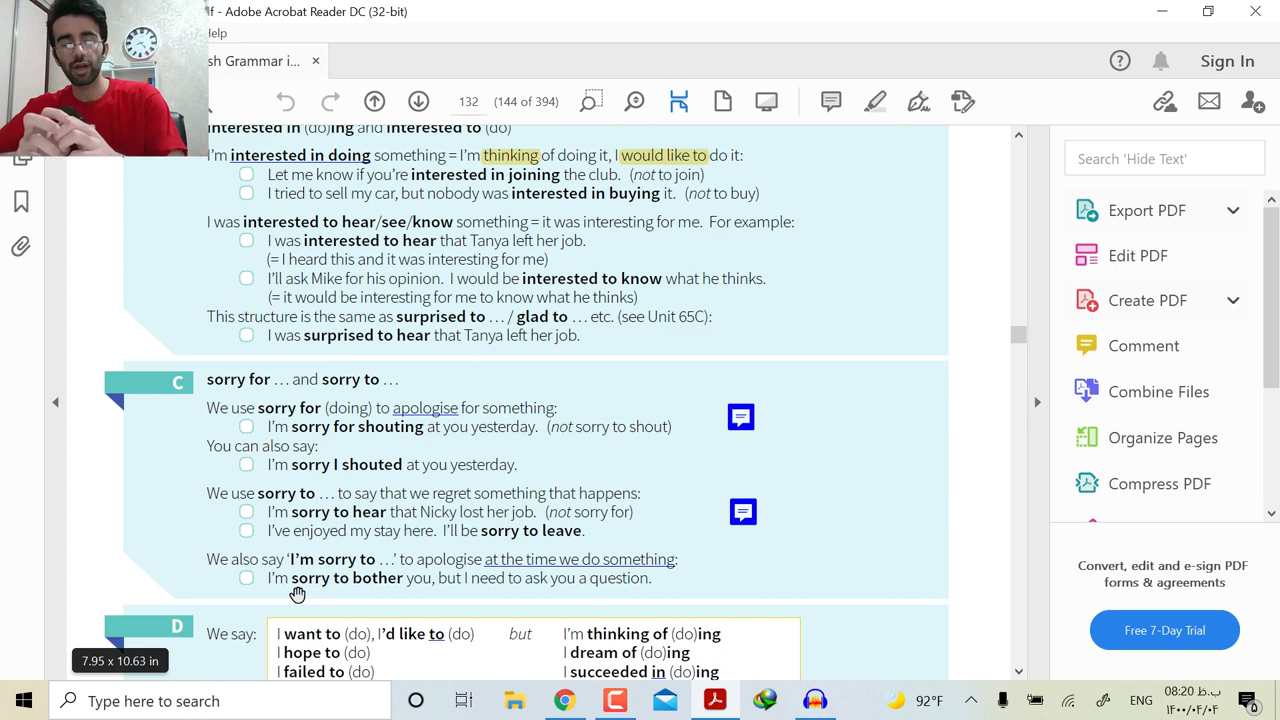 f - Adobe Acrobat Reader DC (32-bit)
elp
sh Grammar i...
132 (144 of 394)
Sign In
interested in (do)ing and interested to (do)
I'm interested in doing something = I'm thinking of doing it, I would like to do it:
Let me know if you're interested in joining the club. (not to join)
I tried to sell my car, but nobody was interested in buying it. (not to buy)
I was interested to hear/see/know something = it was interesting for me. For example:
I was interested to hear that Tanya left her job.
(= I heard this and it was interesting for me)
I'll ask Mike for his opinion. I would be interested to know what he thinks.
(= it would be interesting for me to know what he thinks)
This structure is the same as surprised to … / glad to … etc. (see Unit 65C):
I was surprised to hear that Tanya left her job.
C
sorry for … and sorry to …
We use sorry for (doing) to apologise for something:
I'm sorry for shouting at you yesterday. (not sorry to shout)
You can also say:
I'm sorry I shouted at you yesterday.
We use sorry to … to say that we regret something that happens:
I'm sorry to hear that Nicky lost her job. (not sorry for)
I've enjoyed my stay here. I'll be sorry to leave.
We also say 'I'm sorry to …' to apologise at the time we do something:
I'm sorry to bother you, but I need to ask you a question.
D
We say:
I want to (do), I'd like to (do) but I'm thinking of (do)ing
I hope to (do) I dream of (do)ing
I failed to (do) I succeeded in (do)ing
7.95 x 10.63 in
Search 'Hide Text'
Export PDF
Edit PDF
Create PDF
Comment
Combine Files
Organize Pages
Compress PDF
Convert, edit and e-sign PDF
forms & agreements
Free 7-Day Trial
Type here to search
92°F
ENG
08:20 ب.ظ
۱۴۰۰/۰۴/۰۴